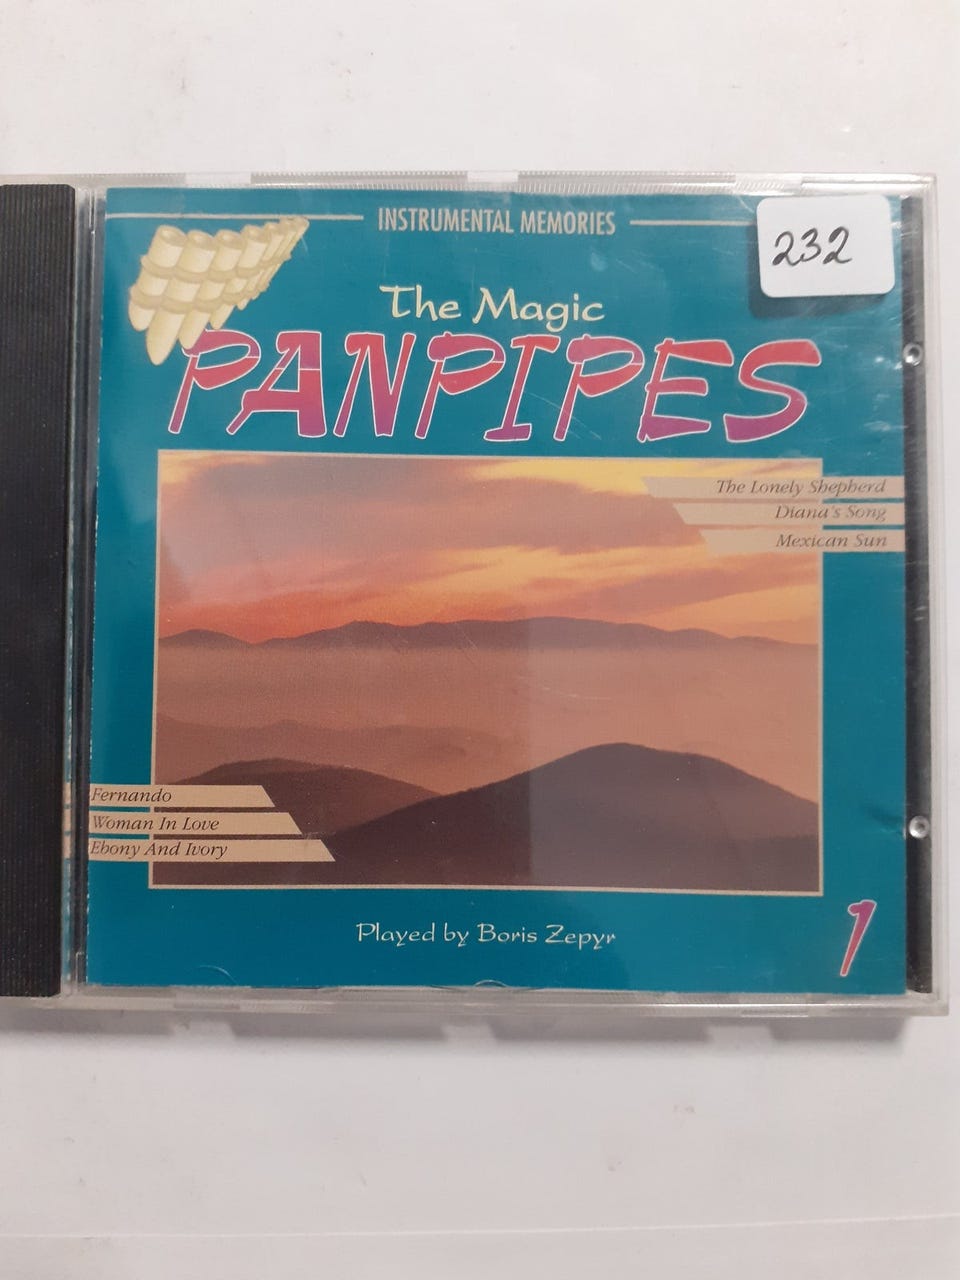 INSTRUMENTAL MEMORIES
232
The Magic
PANPIPES
The Lonely Shepherd
Diana's Song
Mexican Sun
Fernando
Woman In Love
Ebony And Ivory
Played by Boris Zepyr
1